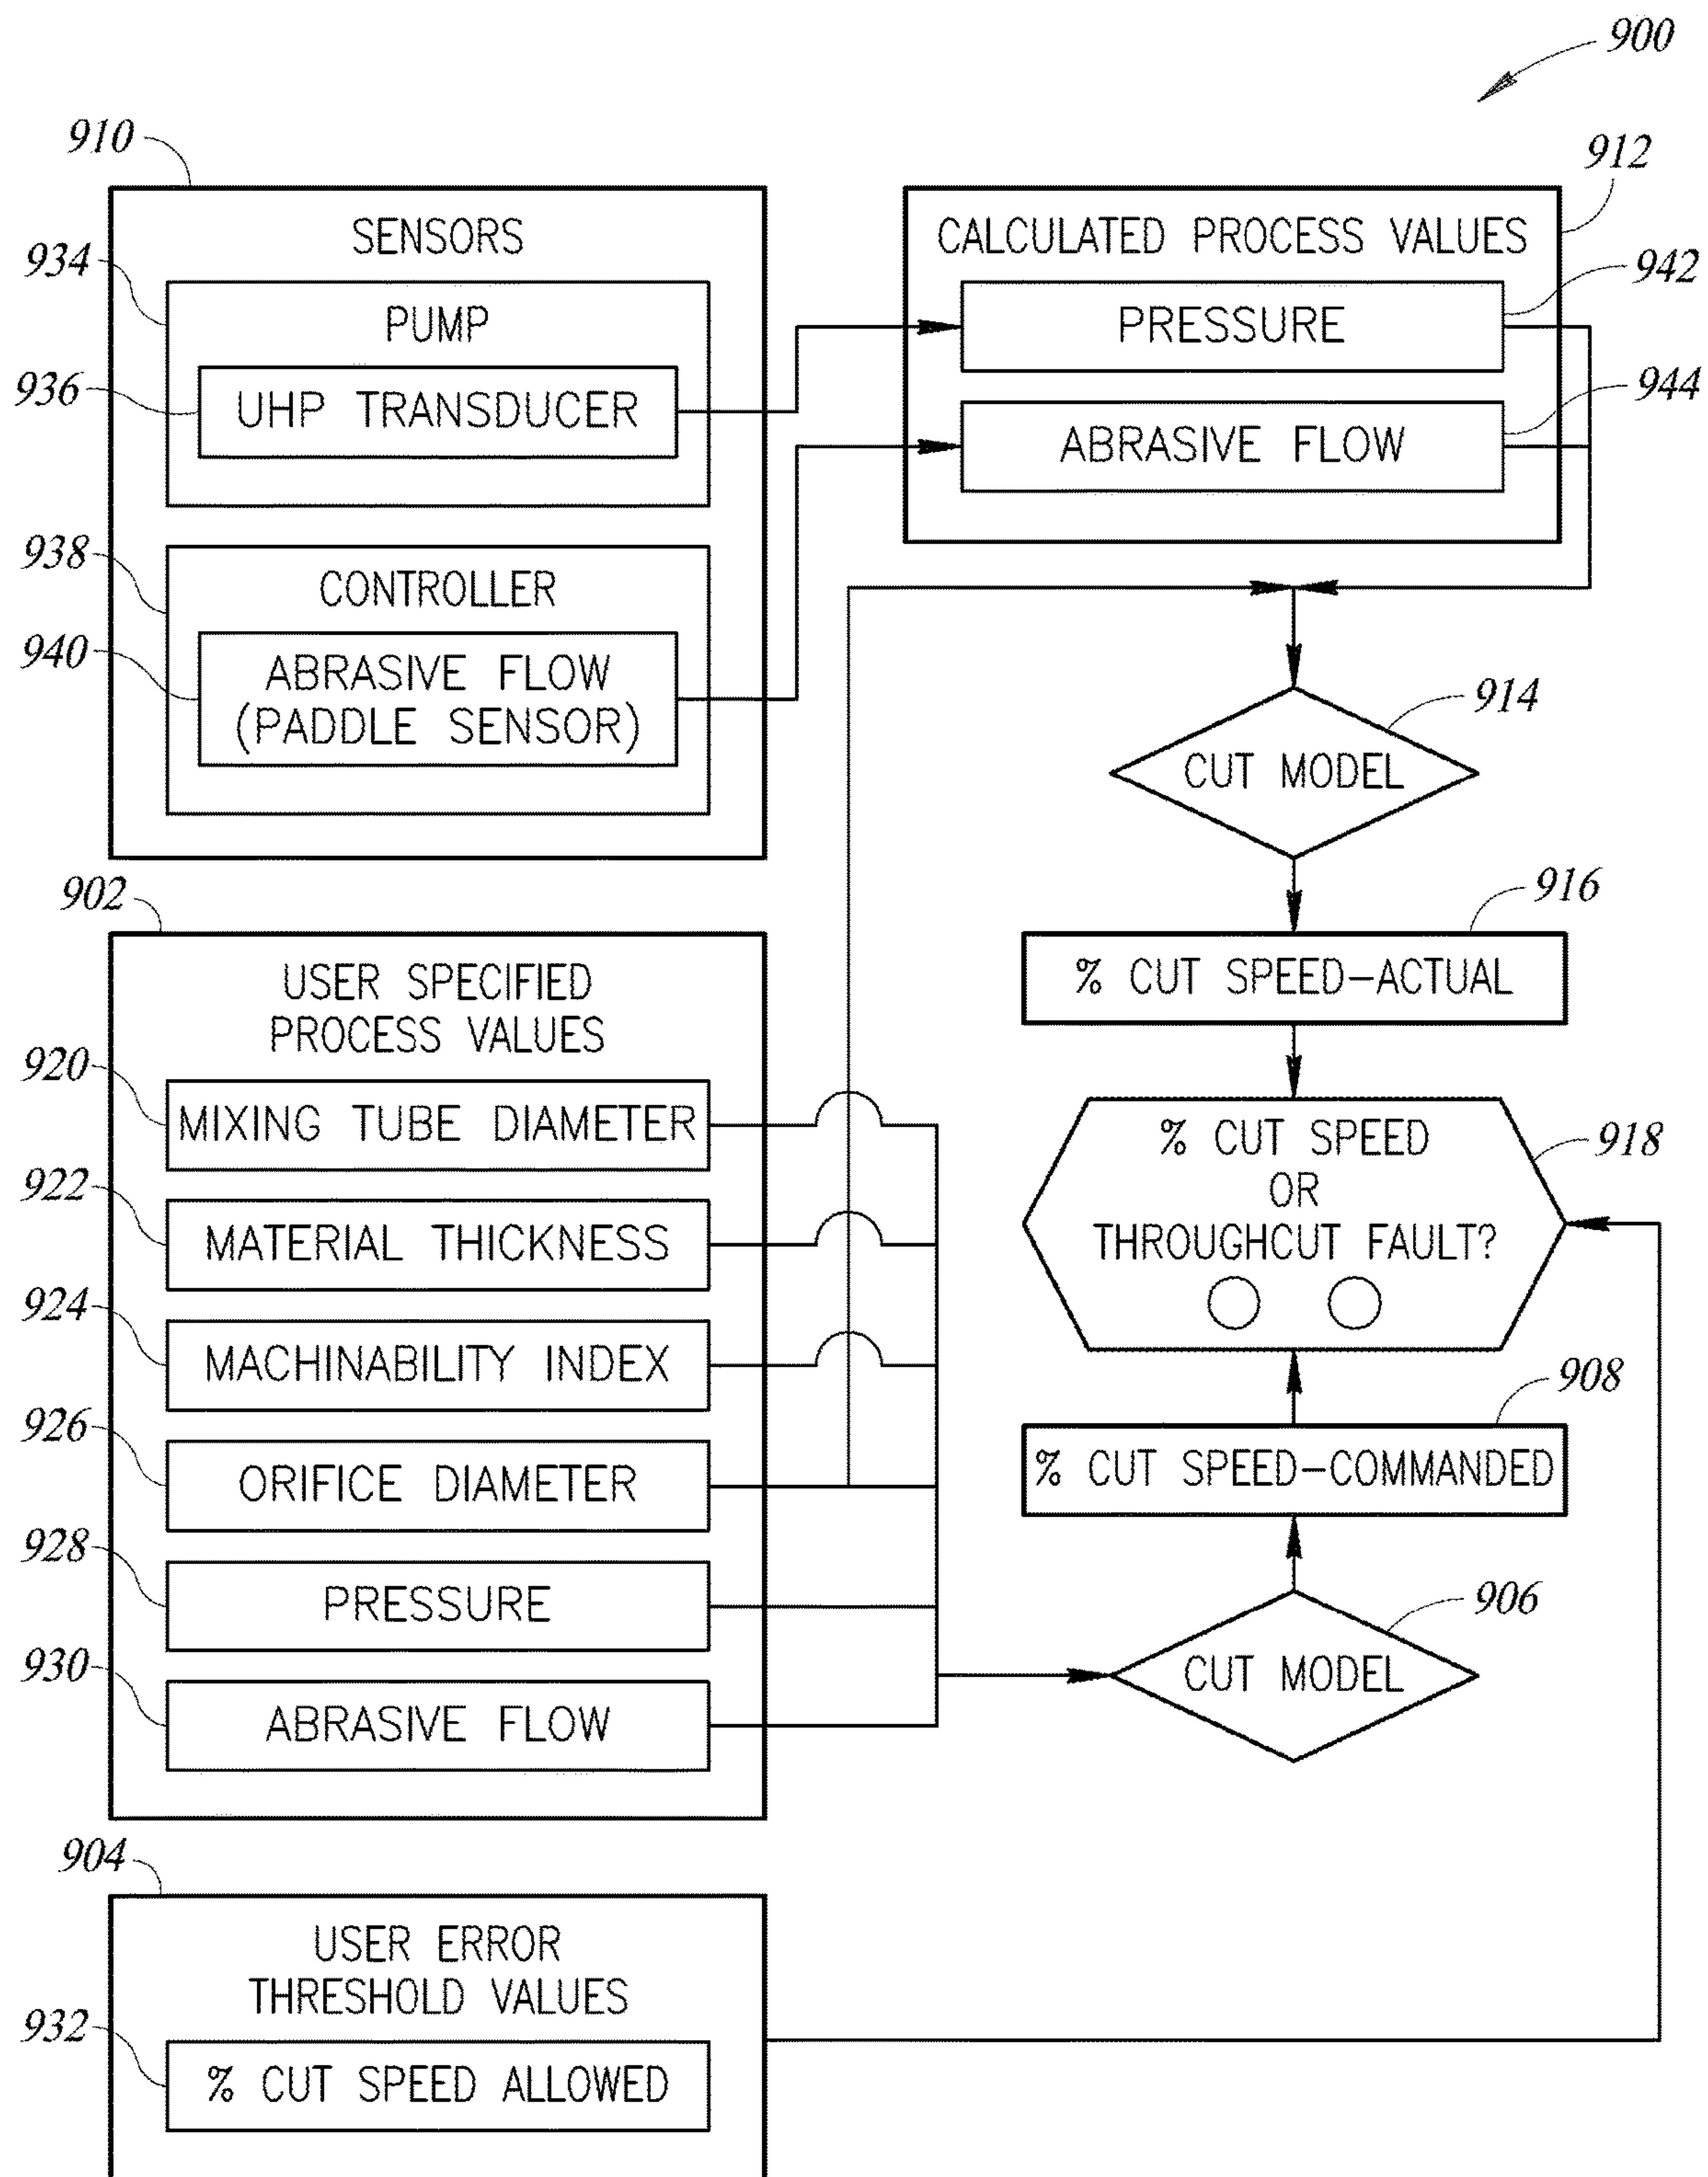 900
910
SENSORS
934
PUMP
936
UHP TRANSDUCER
938
CONTROLLER
940
ABRASIVE FLOW
(PADDLE SENSOR)
912
CALCULATED PROCESS VALUES
942
PRESSURE
944
ABRASIVE FLOW
914
CUT MODEL
916
% CUT SPEED-ACTUAL
918
% CUT SPEED
OR
THROUGHCUT FAULT?
908
% CUT SPEED-COMMANDED
906
CUT MODEL
902
USER SPECIFIED
PROCESS VALUES
920
MIXING TUBE DIAMETER
922
MATERIAL THICKNESS
924
MACHINABILITY INDEX
926
ORIFICE DIAMETER
928
PRESSURE
930
ABRASIVE FLOW
904
USER ERROR
THRESHOLD VALUES
932
% CUT SPEED ALLOWED